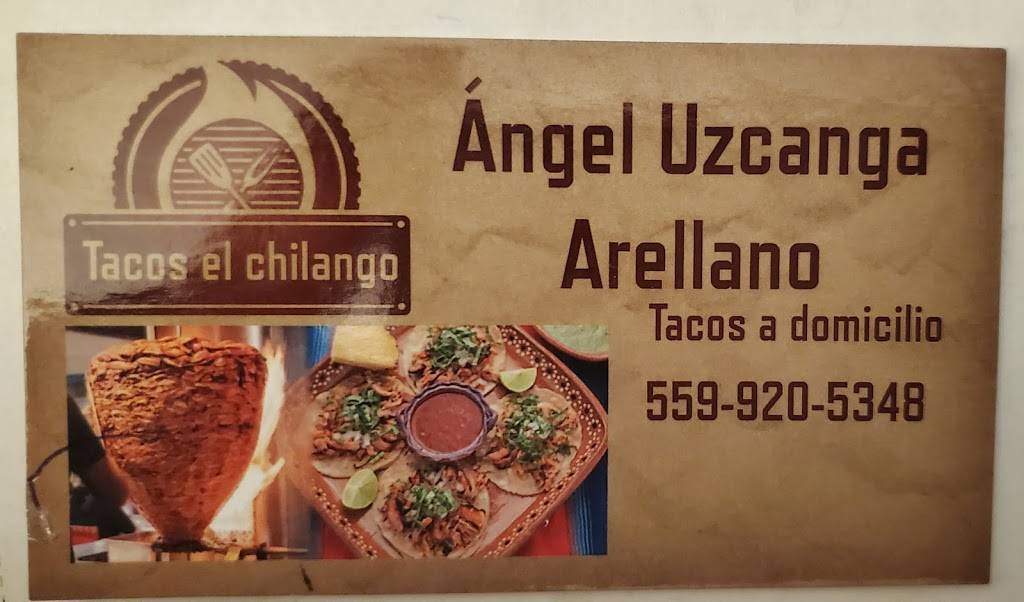 Tacos el chilango
Ángel Uzcanga
Arellano
Tacos a domicilio
559-920-5348